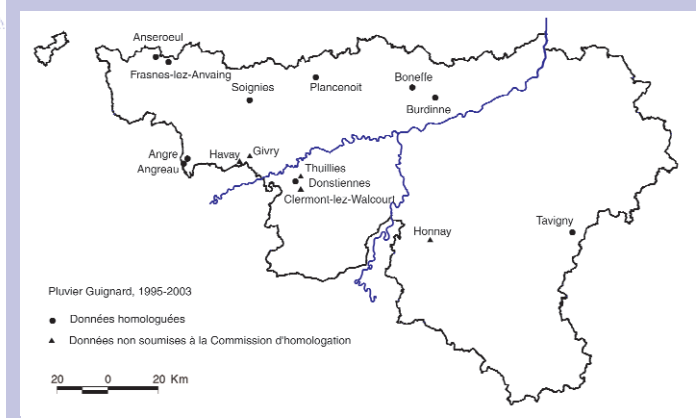 Anseroeul
Frasnes-lez-Anvaing
Soignies
Plancenoit
Boneffe
Burdinne
Angre
Angreau
Havay
Givry
Thuillies
Donstiennes
Clermont-lez-Walcourt
Honnay
Tavigny
Pluvier Guignard, 1995-2003
Données homologuées
Données non soumises à la Commission d'homologation
20 0 20 Km